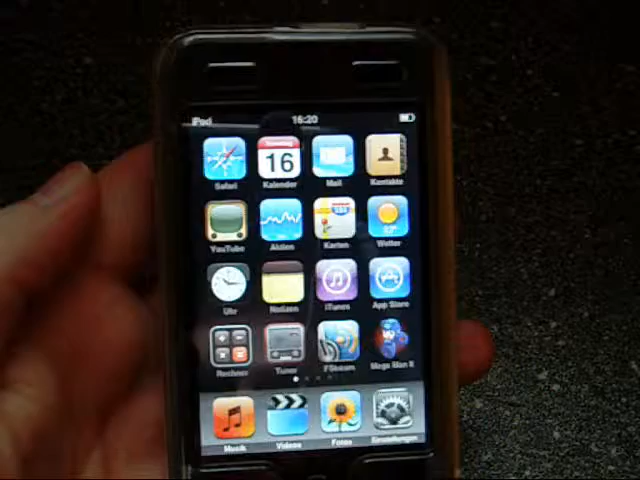 iPod 16:20
16
Safari Kalender Mail Kontakte
YouTube Aktien Karten Wetter
Uhr Notizen iTunes App Store
Rechner Tuner FStream Mega Man II
Musik Videos Fotos Einstellungen